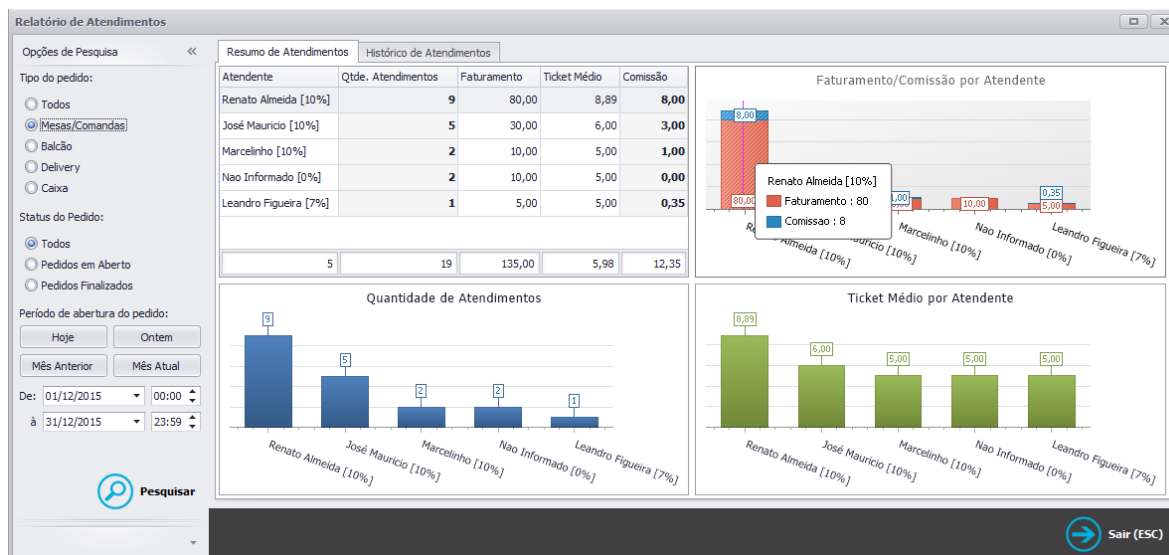 Relatório de Atendimentos
Opções de Pesquisa
Tipo do pedido:
Todos
Mesas/Comandas
Balcão
Delivery
Caixa
Status do Pedido:
Todos
Pedidos em Aberto
Pedidos Finalizados
Período de abertura do pedido:
Hoje Ontem
Mês Anterior Mês Atual
De: 01/12/2015 00:00
à 31/12/2015 23:59
Pesquisar
Resumo de Atendimentos Histórico de Atendimentos
Atendente Qtde. Atendimentos Faturamento Ticket Médio Comissão
Renato Almeida [10%] 9 80,00 8,89 8,00
José Mauricio [10%] 5 30,00 6,00 3,00
Marcelinho [10%] 2 10,00 5,00 1,00
Nao Informado [0%] 2 10,00 5,00 0,00
Leandro Figueira [7%] 1 5,00 5,00 0,35
5 19 135,00 5,98 12,35
Faturamento/Comissão por Atendente
8,00
80,00
Renato Almeida [10%]
Faturamento : 80
Comissao : 8
10,00
0,35
5,00
Renato Almeida [10%]
Mauricio [10%]
Marcelinho [10%]
Nao Informado [0%]
Leandro Figueira [7%]
Quantidade de Atendimentos
9
5
2
2
1
Renato Almeida [10%]
José Mauricio [10%]
Marcelinho [10%]
Nao Informado [0%]
Leandro Figueira [7%]
Ticket Médio por Atendente
8,89
6,00
5,00
5,00
5,00
Renato Almeida [10%]
José Mauricio [10%]
Marcelinho [10%]
Nao Informado [0%]
Leandro Figueira [7%]
Sair (ESC)